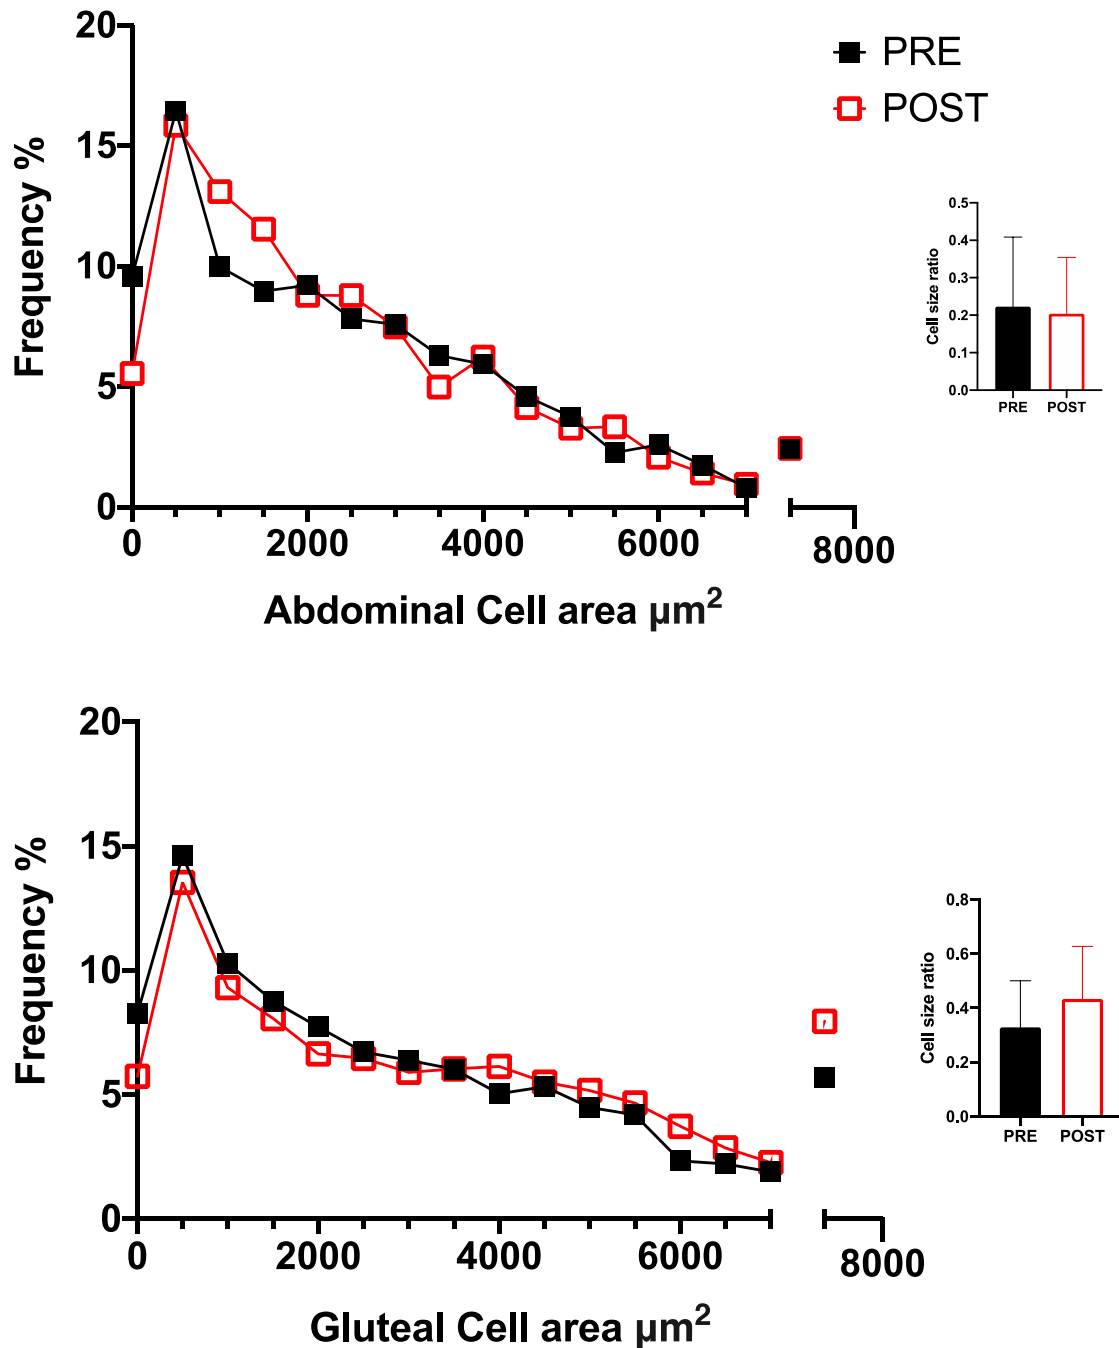 20
15
10
5
0
Frequency %
0
2000
4000
6000
8000
Abdominal Cell area µm²
PRE
POST
0.5
0.4
0.3
0.2
0.1
0.0
Cell size ratio
PRE
POST
20
15
10
5
0
Frequency %
0
2000
4000
6000
8000
Gluteal Cell area µm²
0.8
0.6
0.4
0.2
0.0
Cell size ratio
PRE
POST